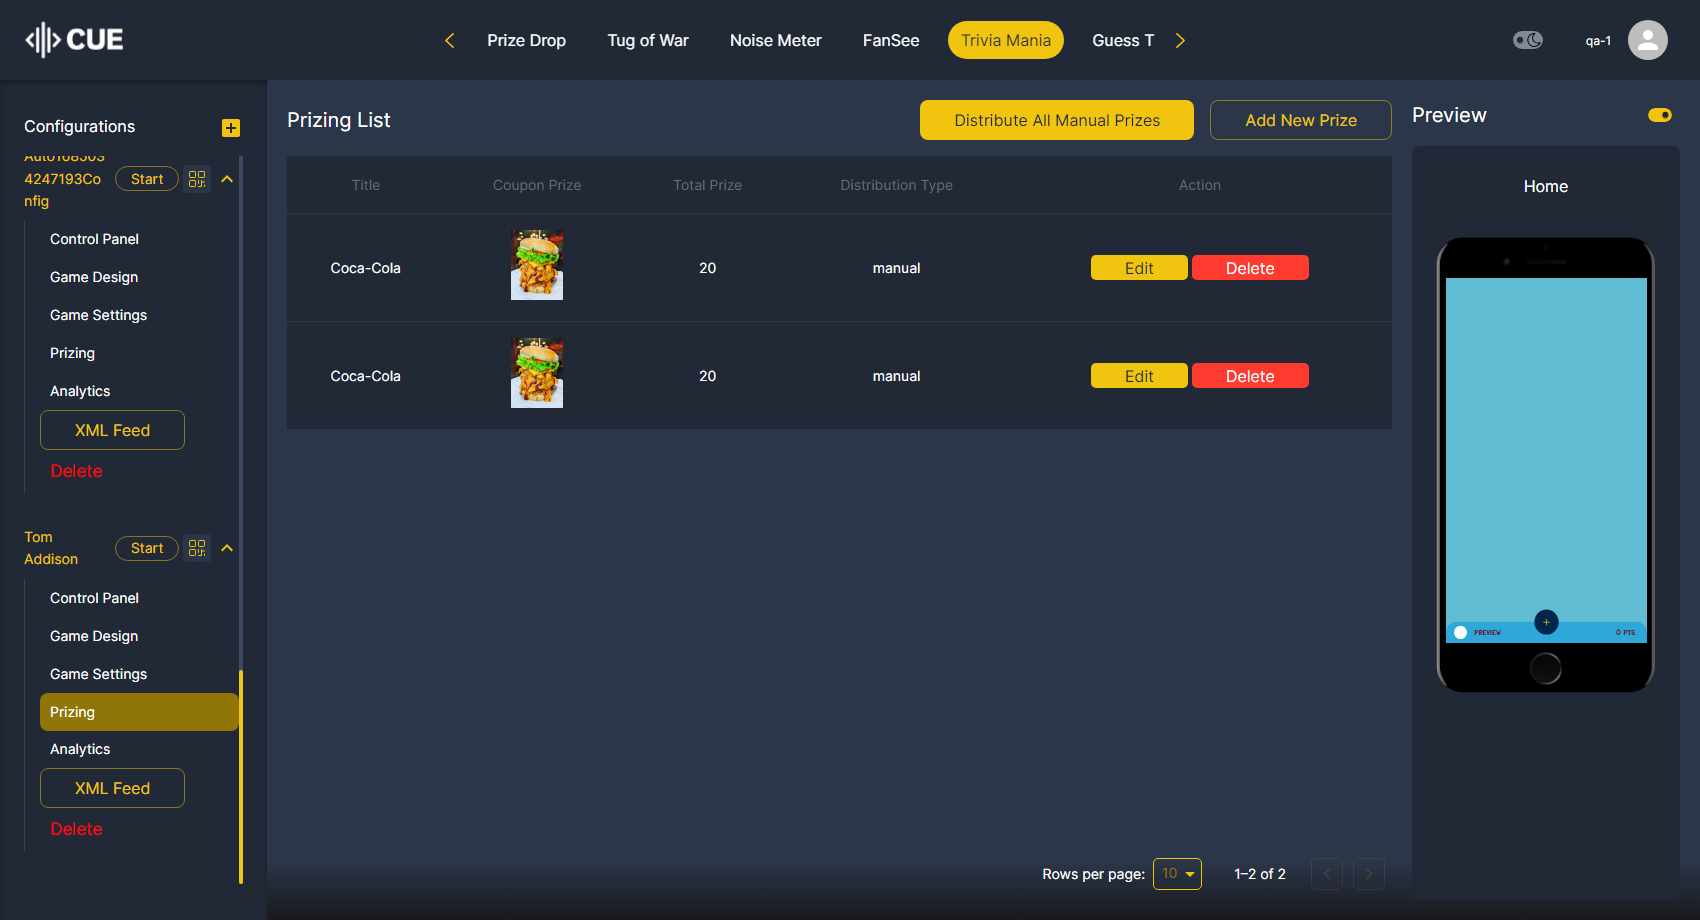 CUE
Prize Drop
Tug of War
Noise Meter
FanSee
Trivia Mania
Guess T
qa-1
Configurations
Auto168503
4247193Co
nfig
Start
Control Panel
Game Design
Game Settings
Prizing
Analytics
XML Feed
Delete
Tom
Addison
Start
Control Panel
Game Design
Game Settings
Prizing
Analytics
XML Feed
Delete
Prizing List
Distribute All Manual Prizes
Add New Prize
Title
Coupon Prize
Total Prize
Distribution Type
Action
Coca-Cola
20
manual
Edit
Delete
Coca-Cola
20
manual
Edit
Delete
Rows per page:
10
1–2 of 2
Preview
Home
PREVIEW
0 PTS.